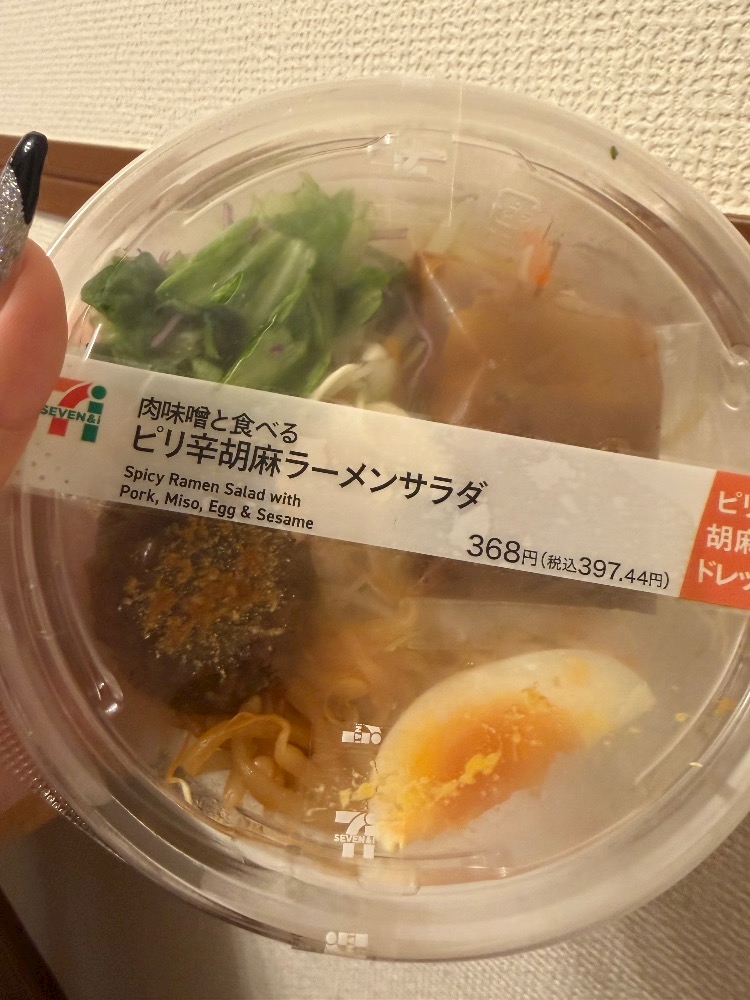 SEVEN&i
肉味噌と食べる
ピリ辛胡麻ラーメンサラダ
Spicy Ramen Salad with
Pork, Miso, Egg & Sesame
368円(税込397.44円)
ピリ
胡麻
ドレッ
SEVEN&i